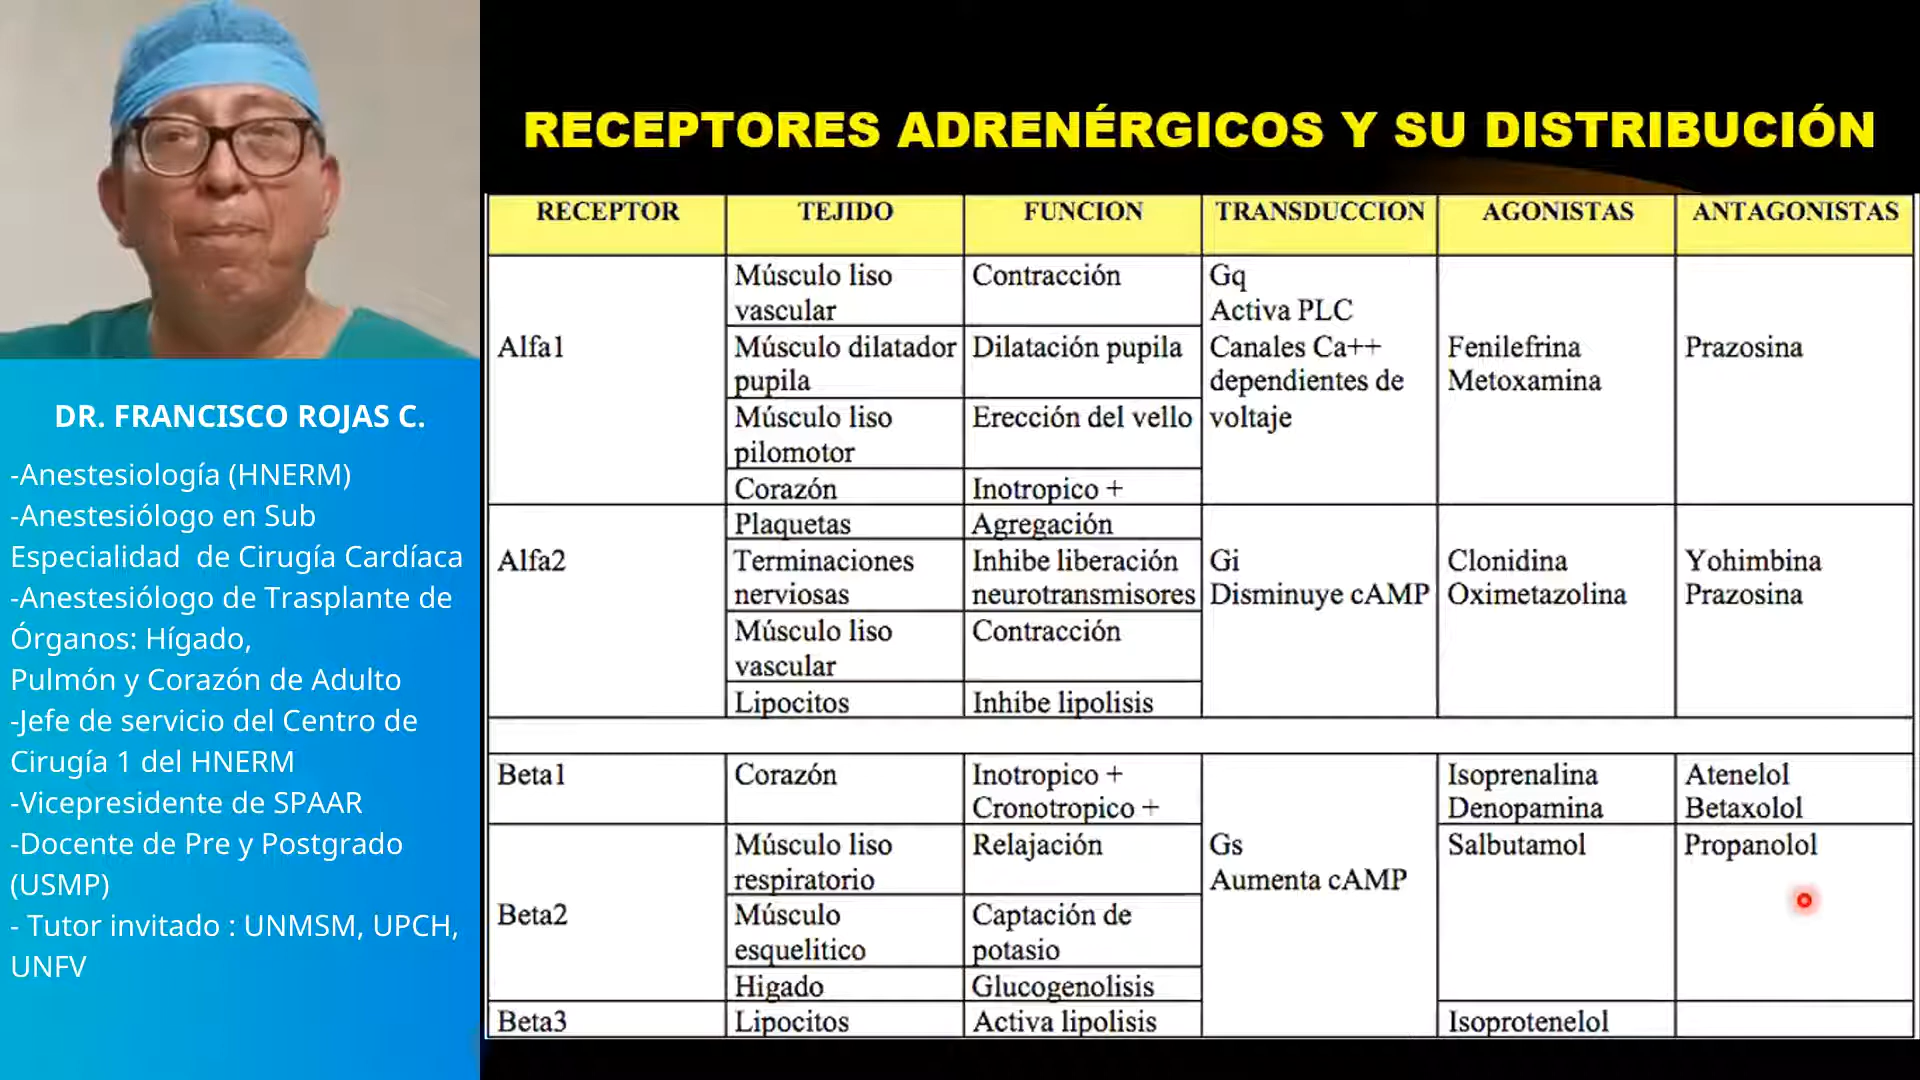 DR. FRANCISCO ROJAS C.
-Anestesiología (HNERM)
-Anestesiólogo en Sub
Especialidad  de Cirugía Cardíaca
-Anestesiólogo de Trasplante de
Órganos: Hígado,
Pulmón y Corazón de Adulto
-Jefe de servicio del Centro de
Cirugía 1 del HNERM
-Vicepresidente de SPAAR
-Docente de Pre y Postgrado
(USMP)
- Tutor invitado : UNMSM, UPCH,
UNFV
RECEPTORES ADRENÉRGICOS Y SU DISTRIBUCIÓN
RECEPTOR TEJIDO FUNCION TRANSDUCCION AGONISTAS ANTAGONISTAS
Músculo liso Contracción Gq
vascular Activa PLC
Alfa1 Músculo dilatador Dilatación pupila Canales Ca++ Fenilefrina Prazosina
pupila dependientes de Metoxamina
Músculo liso Erección del vello voltaje
pilomotor
Corazón Inotropico +
Plaquetas Agregación
Alfa2 Terminaciones Inhibe liberación Gi Clonidina Yohimbina
nerviosas neurotransmisores Disminuye cAMP Oximetazolina Prazosina
Músculo liso Contracción
vascular
Lipocitos Inhibe lipolisis
Beta1 Corazón Inotropico + Isoprenalina Atenelol
Cronotropico + Denopamina Betaxolol
Músculo liso Relajación Gs Salbutamol Propanolol
respiratorio Aumenta cAMP
Beta2 Músculo Captación de
esquelitico potasio
Higado Glucogenolisis
Beta3 Lipocitos Activa lipolisis Isoprotenelol